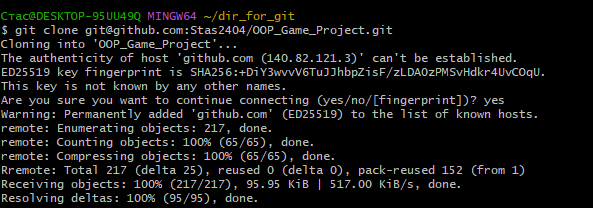 Стас@DESKTOP-95UU49Q MINGW64 ~/dir_for_git
$ git clone git@github.com:Stas2404/OOP_Game_Project.git
Cloning into 'OOP_Game_Project'...
The authenticity of host 'github.com (140.82.121.3)' can't be established.
ED25519 key fingerprint is SHA256:+DiY3wvvV6TuJJhbpZisF/zLDA0zPMSvHdkr4UvCOqU.
This key is not known by any other names.
Are you sure you want to continue connecting (yes/no/[fingerprint])? yes
Warning: Permanently added 'github.com' (ED25519) to the list of known hosts.
remote: Enumerating objects: 217, done.
remote: Counting objects: 100% (65/65), done.
remote: Compressing objects: 100% (65/65), done.
Rremote: Total 217 (delta 25), reused 0 (delta 0), pack-reused 152 (from 1)
Receiving objects: 100% (217/217), 95.95 KiB | 517.00 KiB/s, done.
Resolving deltas: 100% (95/95), done.